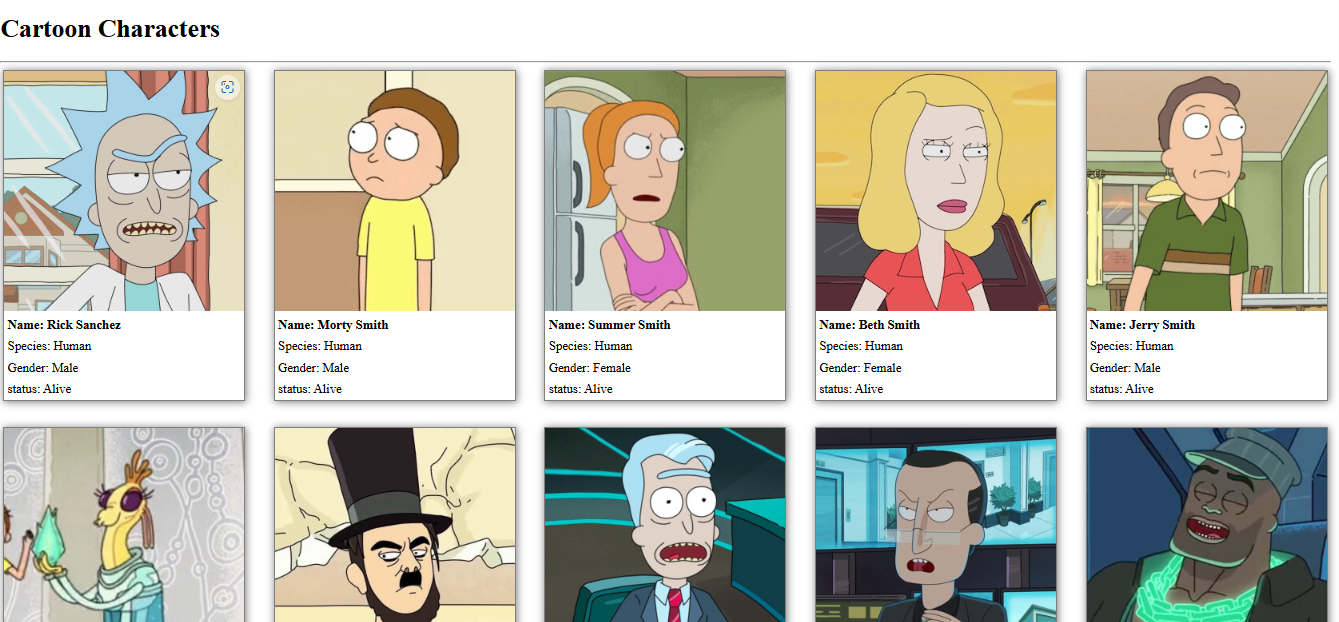 Cartoon Characters
Name: Rick Sanchez
Species: Human
Gender: Male
status: Alive
Name: Morty Smith
Species: Human
Gender: Male
status: Alive
Name: Summer Smith
Species: Human
Gender: Female
status: Alive
Name: Beth Smith
Species: Human
Gender: Female
status: Alive
Name: Jerry Smith
Species: Human
Gender: Male
status: Alive